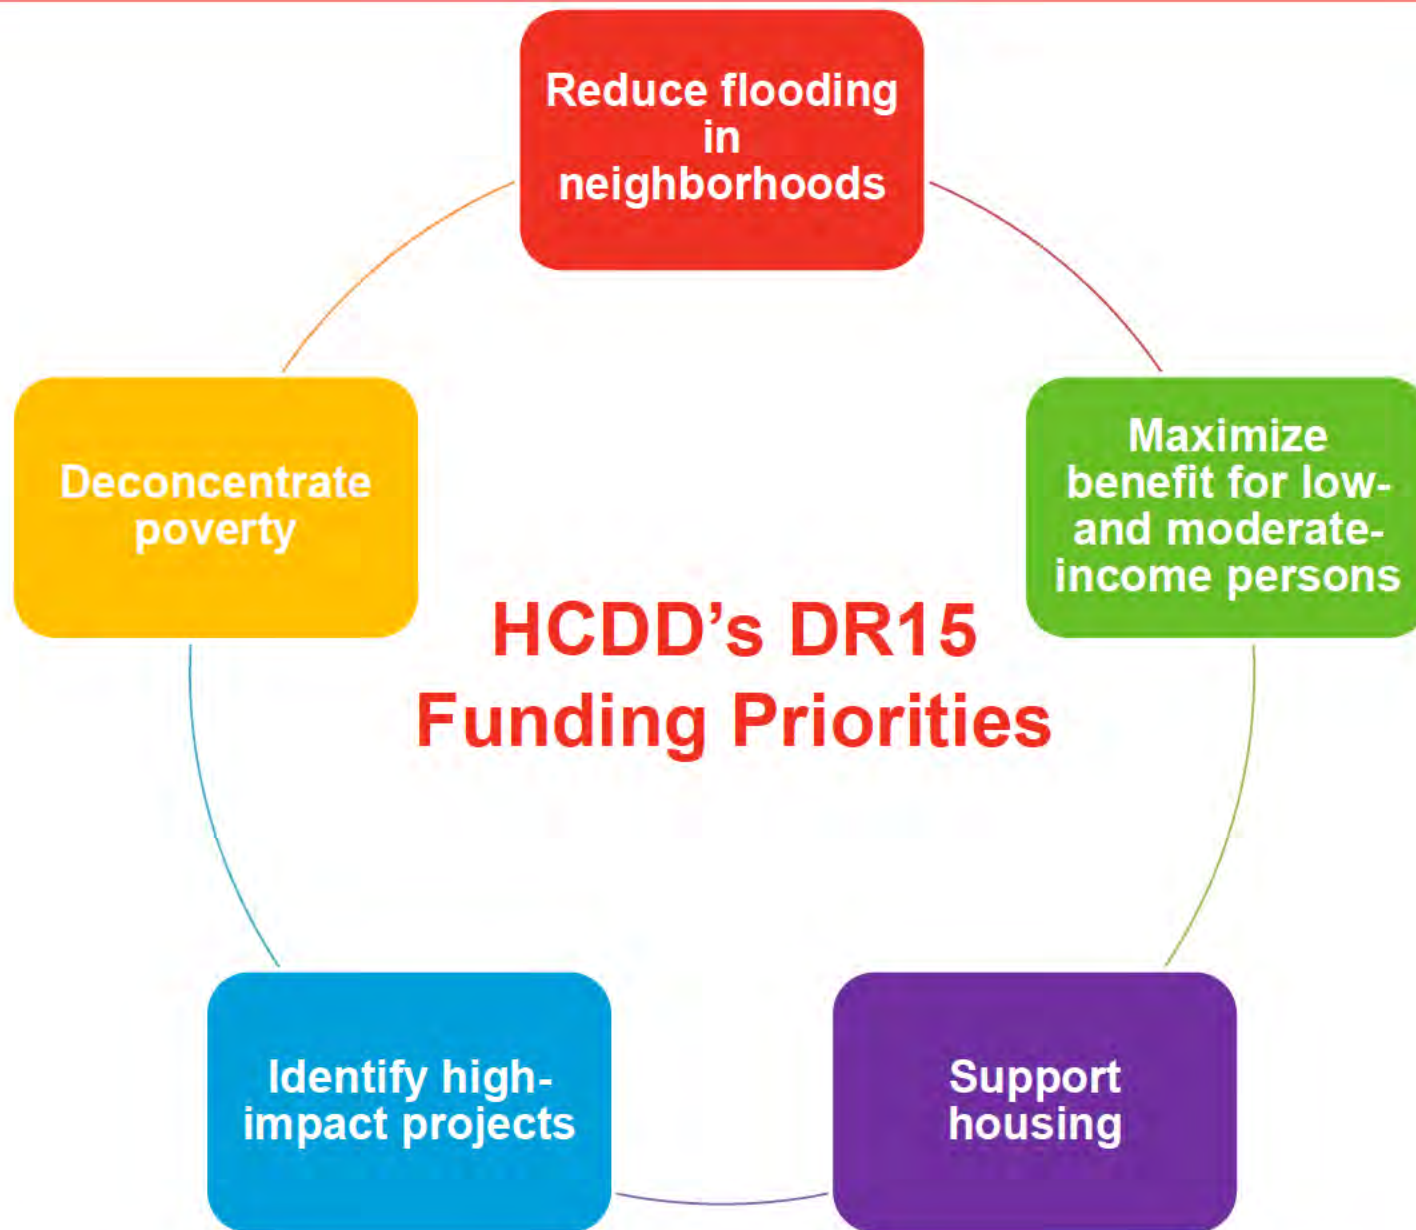 Reduce flooding
in
neighborhoods
Maximize
benefit for low-
and moderate-
income persons
Support
housing
Identify high-
impact projects
Deconcentrate
poverty
HCDD’s DR15
Funding Priorities